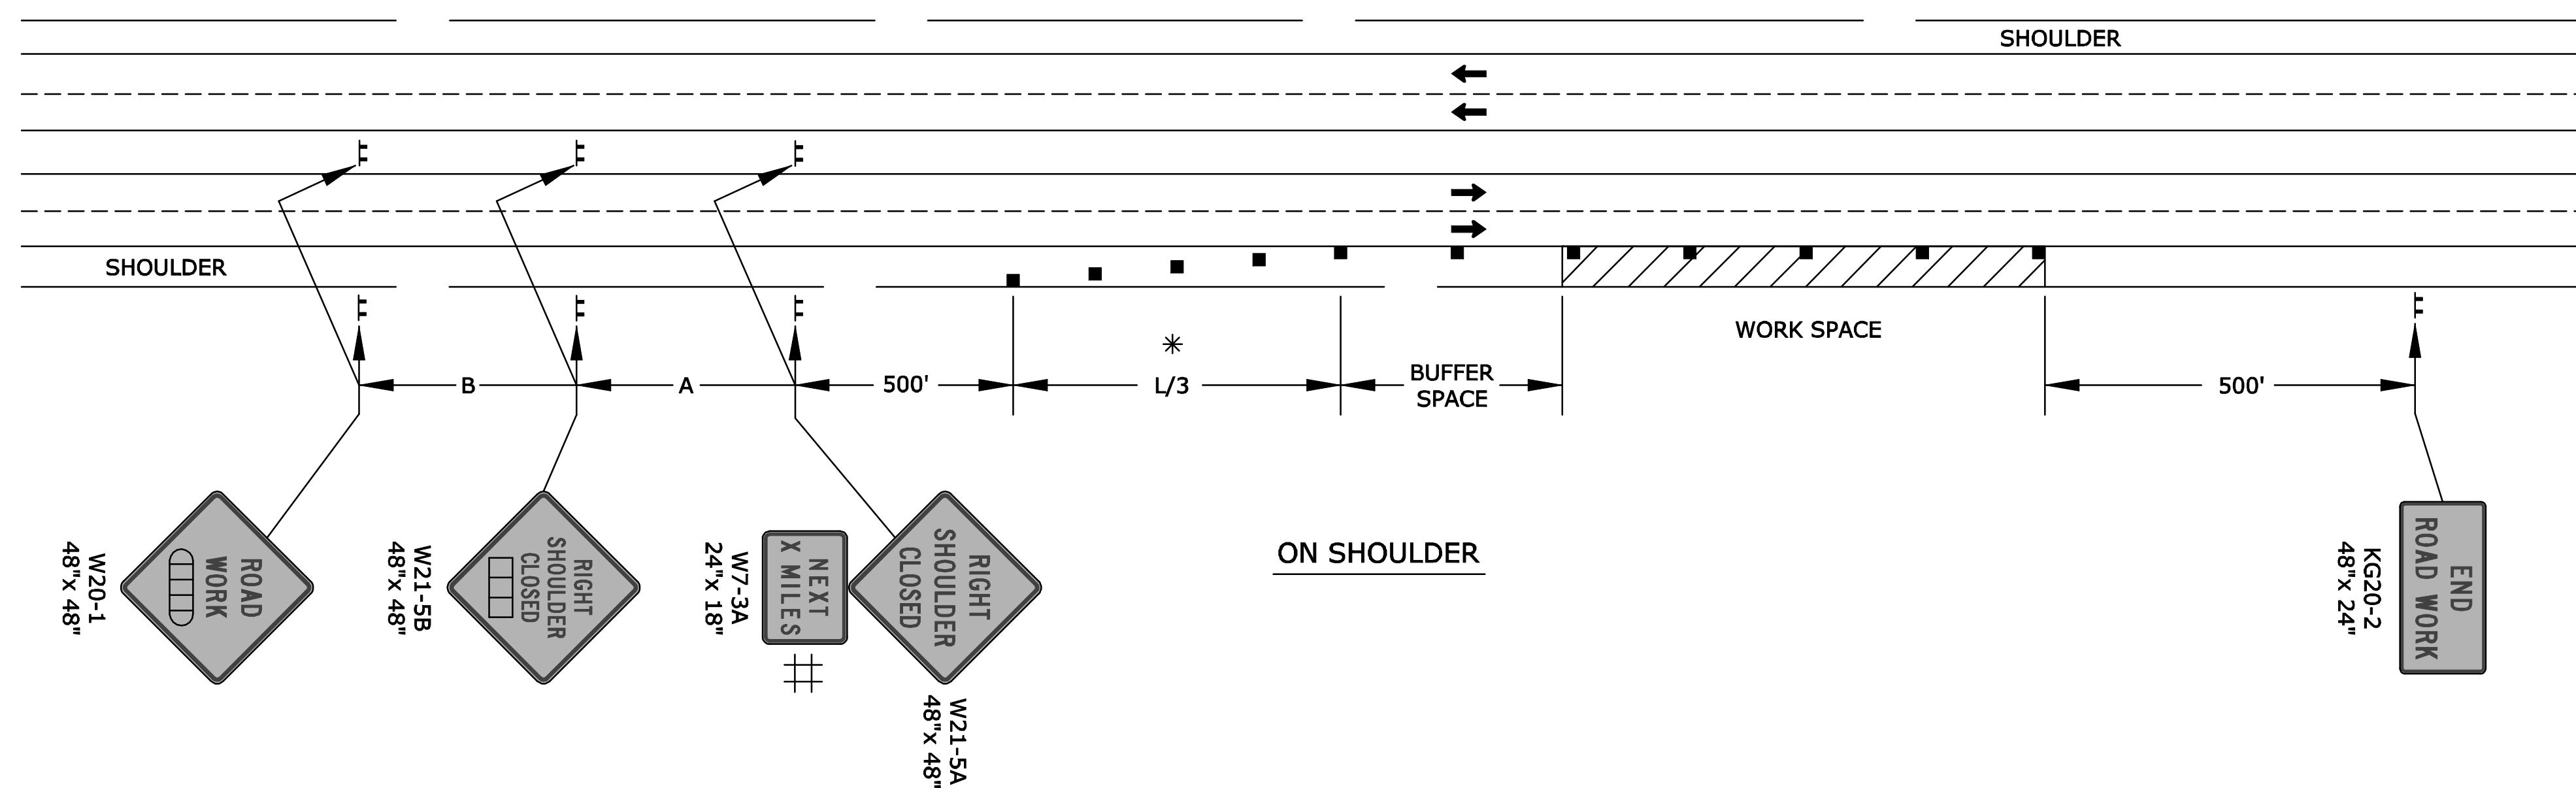 SHOULDER
SHOULDER
WORK SPACE
B
A
500'
*
L/3
BUFFER
SPACE
500'
ON SHOULDER
ROAD
WORK
W20-1
48"x 48"
RIGHT
SHOULDER
CLOSED
W21-5B
48"x 48"
NEXT
X MILES
W7-3A
24"x 18"
#
RIGHT
SHOULDER
CLOSED
W21-5A
48"x 48"
END
ROAD WORK
KG20-2
48"x 24"